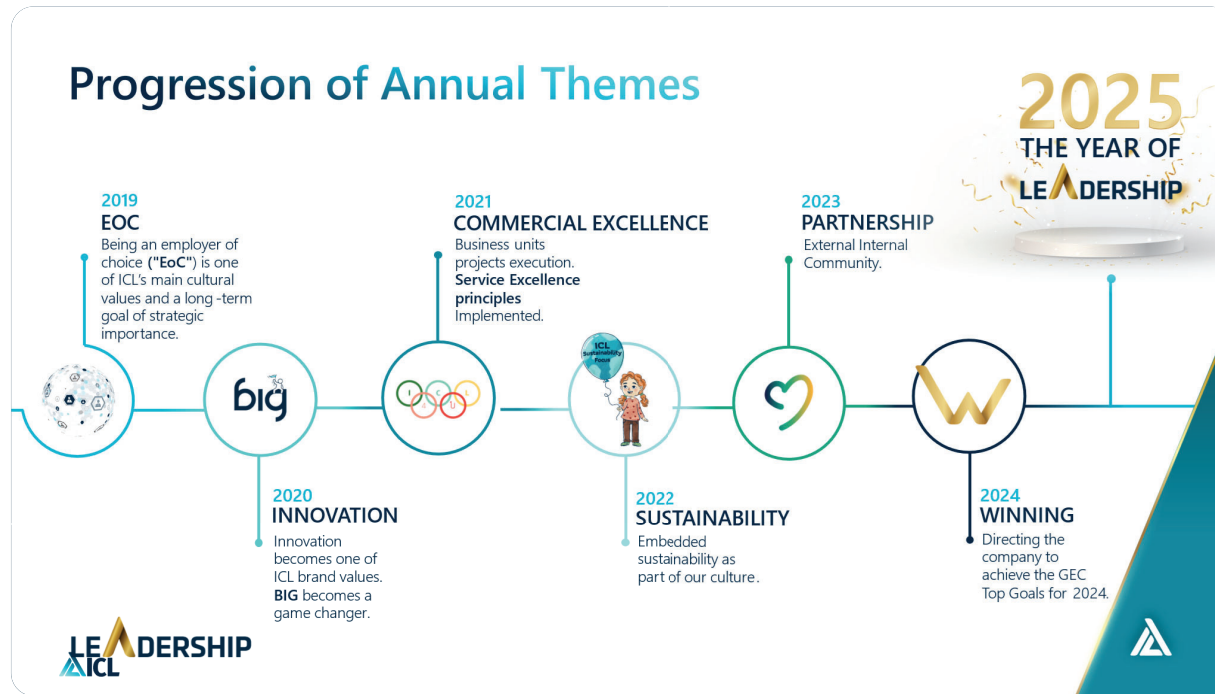 Progression of Annual Themes
2025
THE YEAR OF
LEADERSHIP
2019
EOC
Being an employer of
choice ("EoC") is one
of ICL's main cultural
values and a long -term
goal of strategic
importance.
2021
COMMERCIAL EXCELLENCE
Business units
projects execution.
Service Excellence
principles
Implemented.
2023
PARTNERSHIP
External Internal
Community.
big
ICL
Sustainability
Focus
W
2020
INNOVATION
Innovation
becomes one of
ICL brand values.
BIG becomes a
game changer.
2022
SUSTAINABILITY
Embedded
sustainability as
part of our culture.
2024
WINNING
Directing the
company to
achieve the GEC
Top Goals for 2024.
LEADERSHIP
ICL